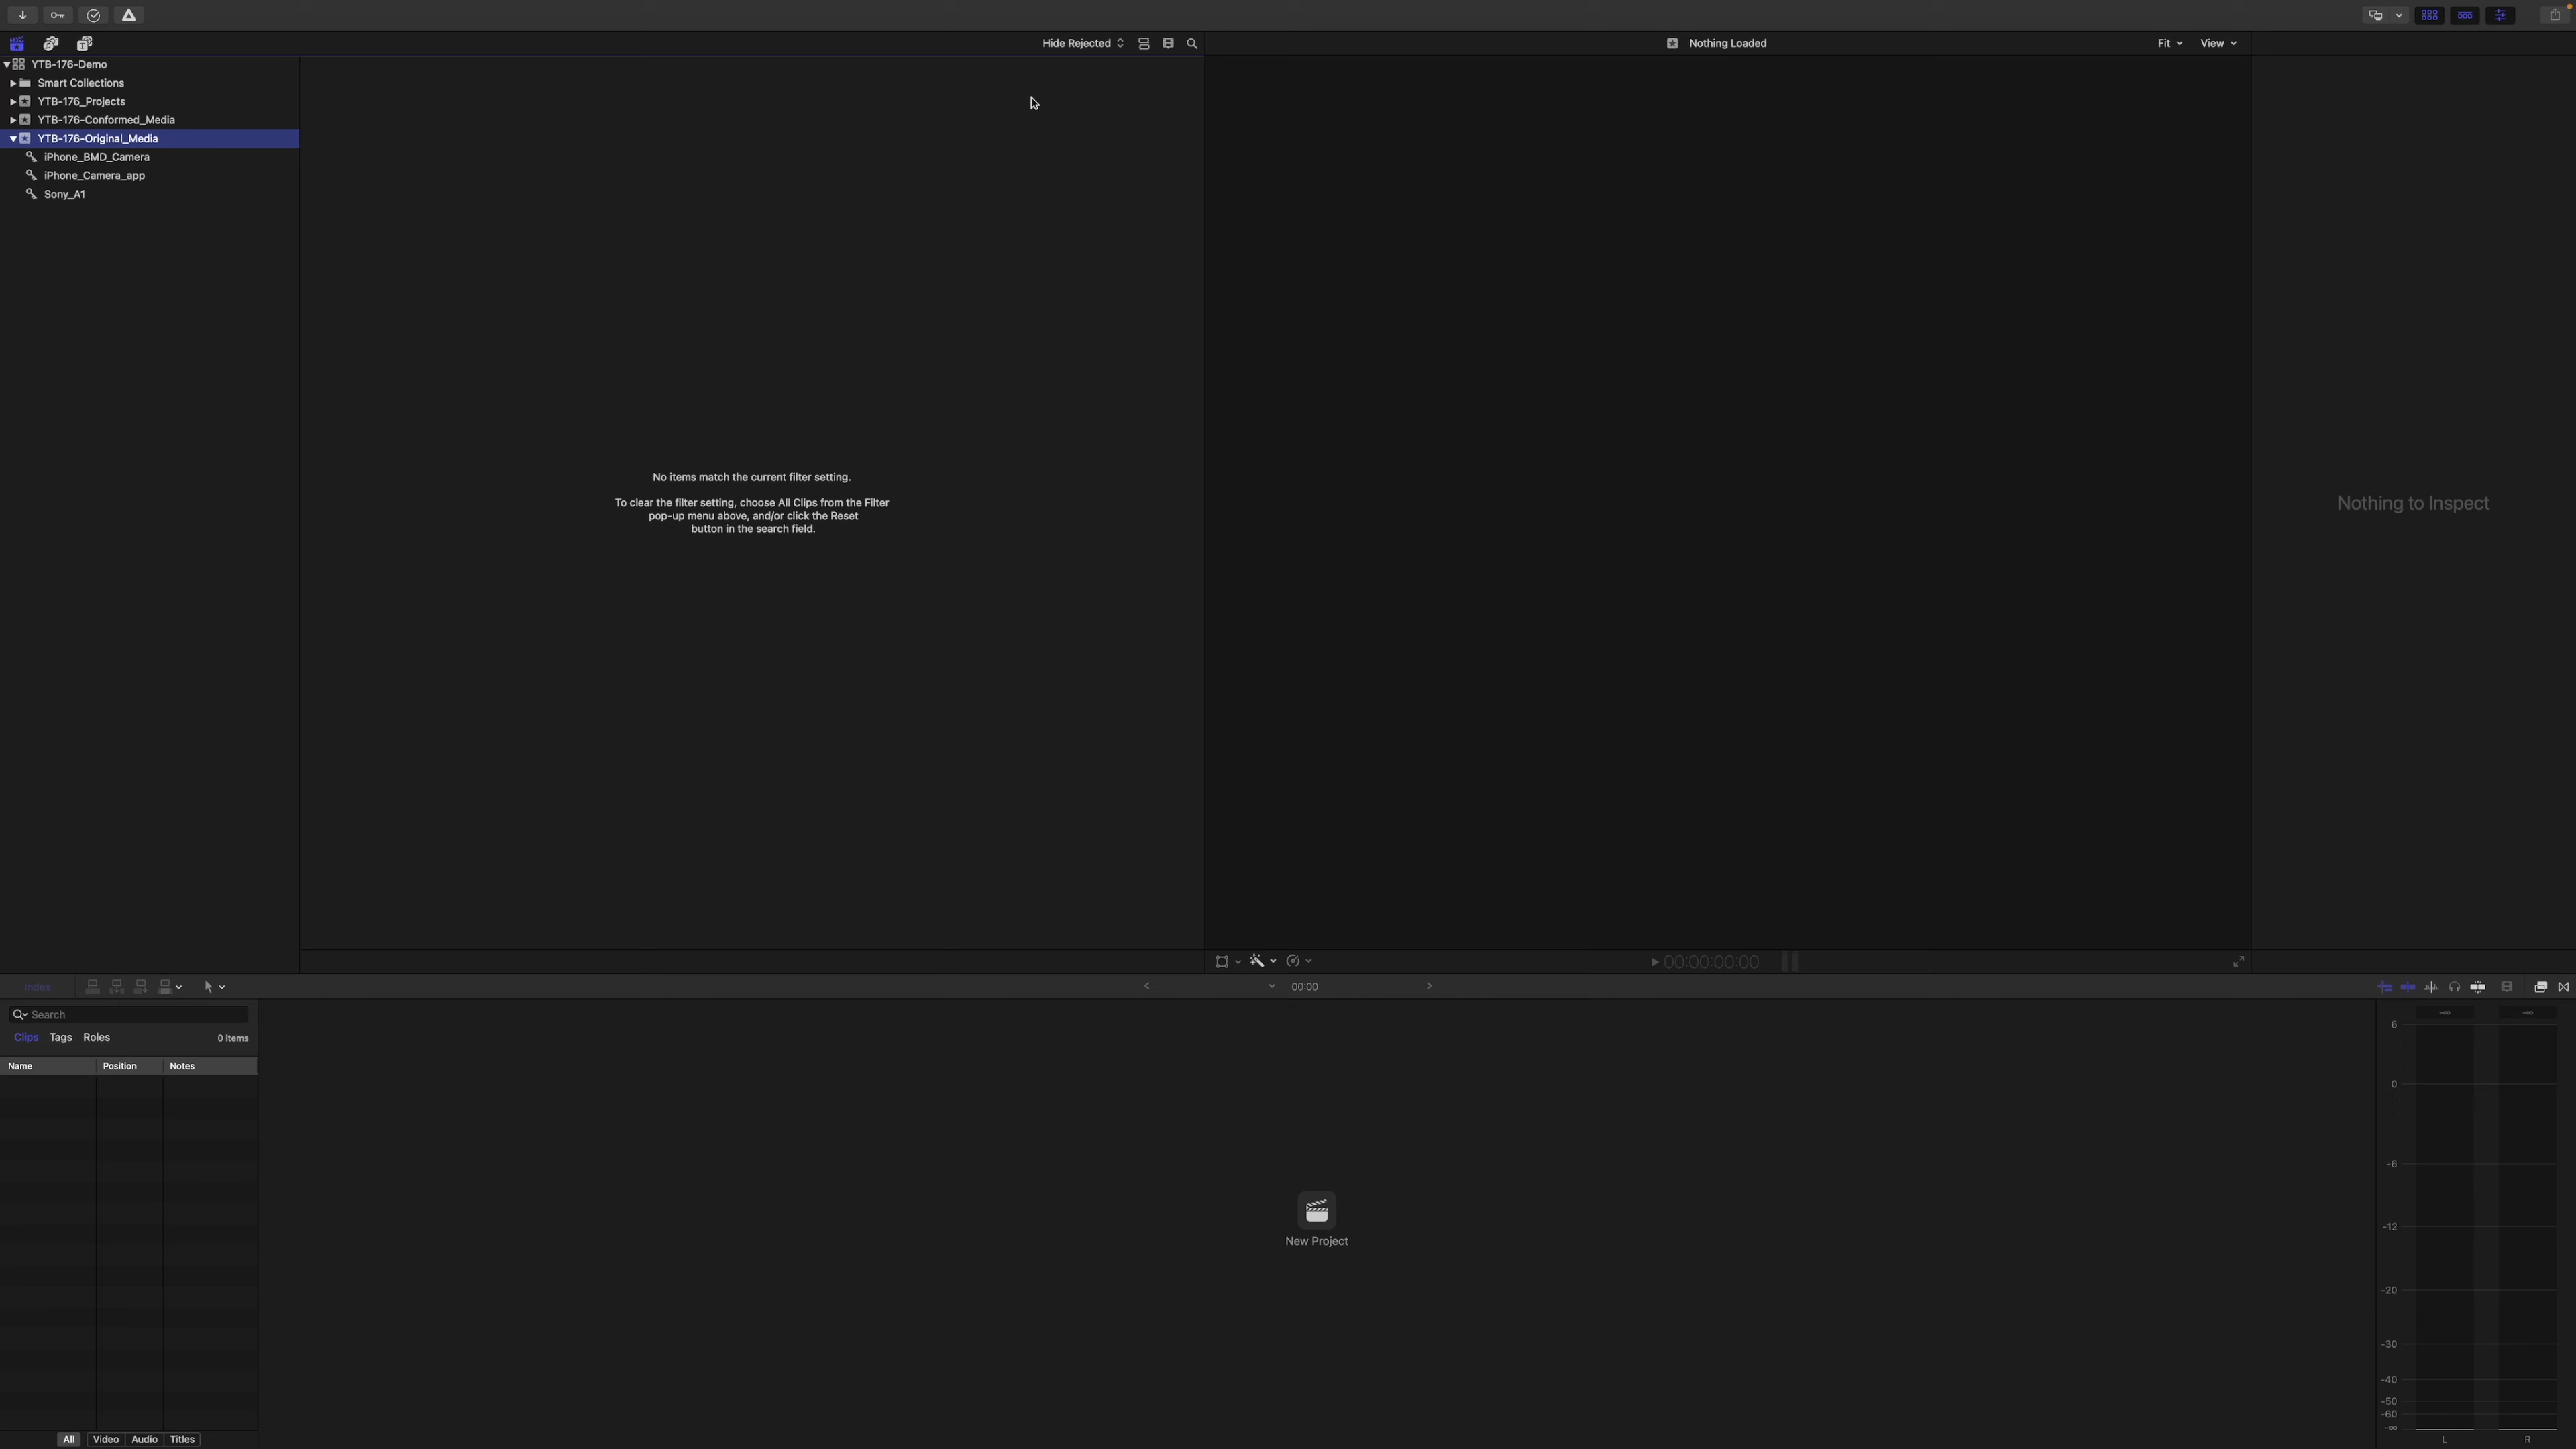 Hide Rejected
Nothing Loaded
Fit
View
YTB-176-Demo
Smart Collections
YTB-176_Projects
YTB-176-Conformed_Media
YTB-176-Original_Media
iPhone_BMD_Camera
iPhone_Camera_app
Sony_A1
No items match the current filter setting.
To clear the filter setting, choose All Clips from the Filter
pop-up menu above, and/or click the Reset
button in the search field.
Nothing to Inspect
00:00:00:00
Index
00:00
Search
Clips Tags Roles
0 items
Name Position Notes
New Project
All Video Audio Titles
-∞ -∞
6
0
-6
-12
-20
-30
-40
-50
-60
-∞
L R